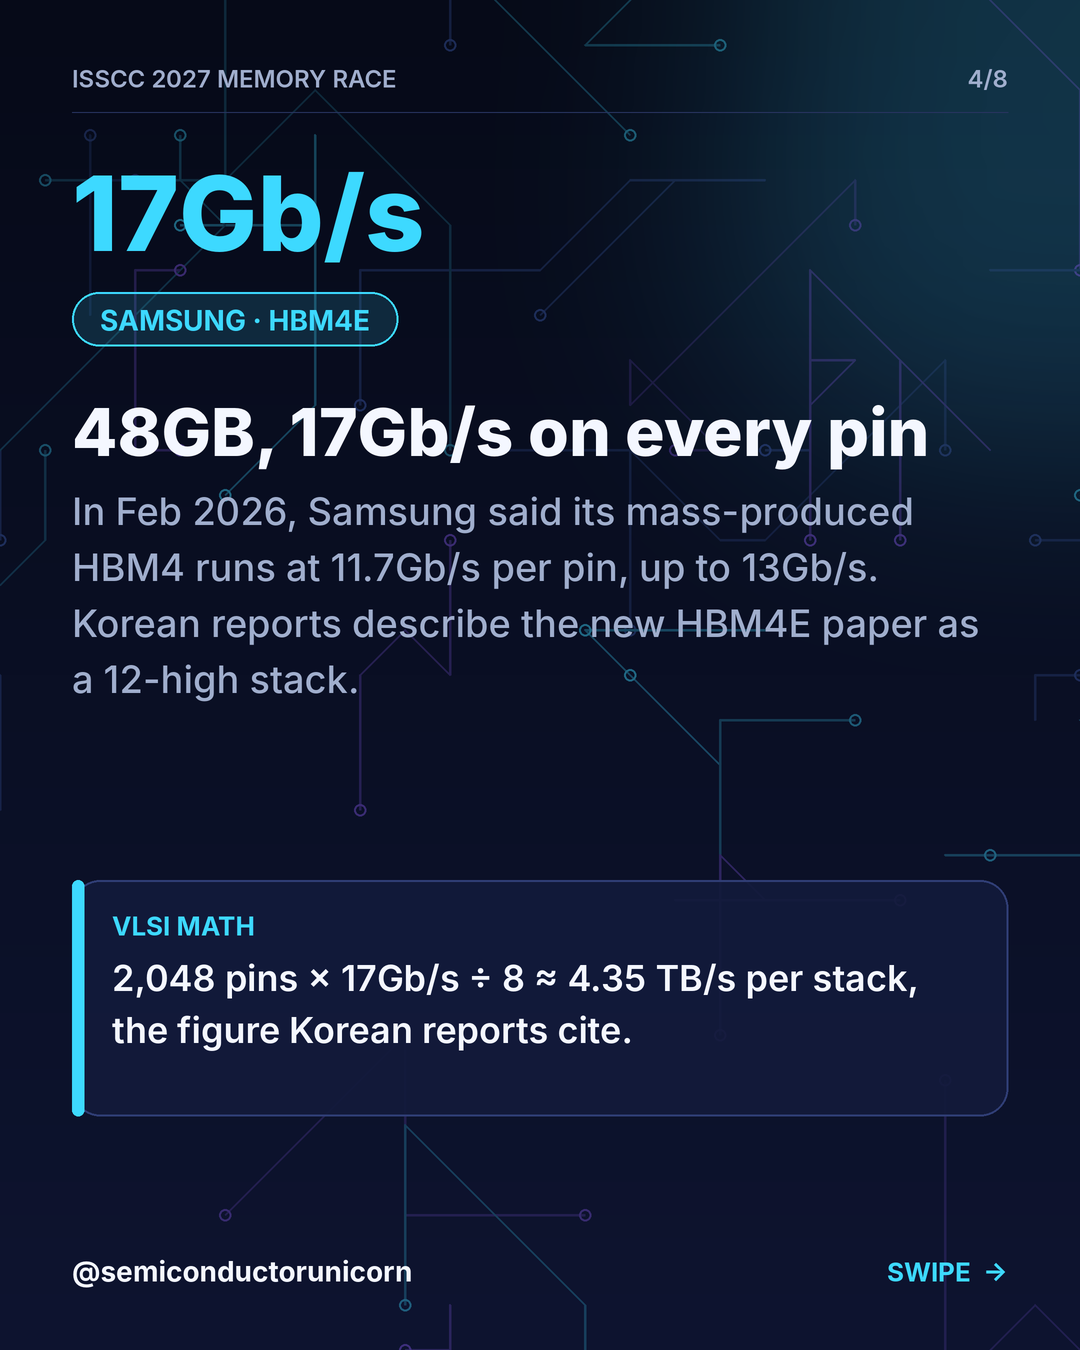 ISSCC 2027 MEMORY RACE
4/8
17Gb/s
SAMSUNG · HBM4E
48GB, 17Gb/s on every pin
In Feb 2026, Samsung said its mass-produced
HBM4 runs at 11.7Gb/s per pin, up to 13Gb/s.
Korean reports describe the new HBM4E paper as
a 12-high stack.
VLSI MATH
2,048 pins × 17Gb/s ÷ 8 ≈ 4.35 TB/s per stack,
the figure Korean reports cite.
@semiconductorunicorn
SWIPE →